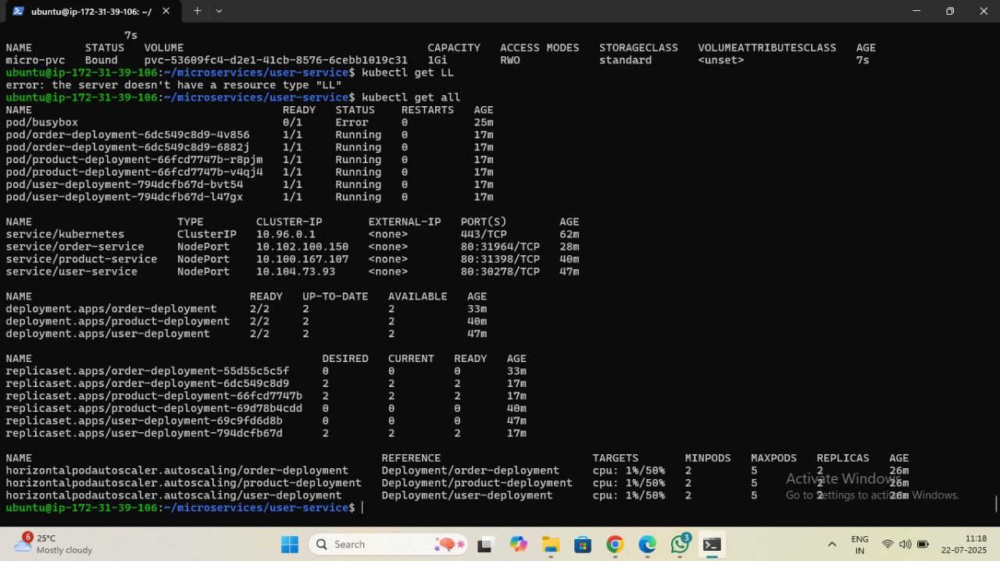 ubuntu@ip-172-31-39-106: ~/
7s
NAME STATUS VOLUME CAPACITY ACCESS MODES STORAGECLASS VOLUMEATTRIBUTESCLASS AGE
micro-pvc Bound pvc-53609fc4-d2e1-41cb-8576-6cebb1019c31 1Gi RWO standard <unset> 7s
ubuntu@ip-172-31-39-106:~/microservices/user-service$ kubectl get LL
error: the server doesn't have a resource type "LL"
ubuntu@ip-172-31-39-106:~/microservices/user-service$ kubectl get all
NAME READY STATUS RESTARTS AGE
pod/busybox 0/1 Error 0 25m
pod/order-deployment-6dc549c8d9-4v856 1/1 Running 0 17m
pod/order-deployment-6dc549c8d9-6882j 1/1 Running 0 17m
pod/product-deployment-66fcd7747b-r8pjm 1/1 Running 0 17m
pod/product-deployment-66fcd7747b-v4qj4 1/1 Running 0 17m
pod/user-deployment-794dcfb67d-bvt54 1/1 Running 0 17m
pod/user-deployment-794dcfb67d-l47gx 1/1 Running 0 17m
NAME TYPE CLUSTER-IP EXTERNAL-IP PORT(S) AGE
service/kubernetes ClusterIP 10.96.0.1 <none> 443/TCP 62m
service/order-service NodePort 10.102.100.150 <none> 80:31964/TCP 28m
service/product-service NodePort 10.100.167.107 <none> 80:31398/TCP 40m
service/user-service NodePort 10.104.73.93 <none> 80:30278/TCP 47m
NAME READY UP-TO-DATE AVAILABLE AGE
deployment.apps/order-deployment 2/2 2 2 33m
deployment.apps/product-deployment 2/2 2 2 40m
deployment.apps/user-deployment 2/2 2 2 47m
NAME DESIRED CURRENT READY AGE
replicaset.apps/order-deployment-55d55c5c5f 0 0 0 33m
replicaset.apps/order-deployment-6dc549c8d9 2 2 2 17m
replicaset.apps/product-deployment-66fcd7747b 2 2 2 17m
replicaset.apps/product-deployment-69d78b4cdd 0 0 0 40m
replicaset.apps/user-deployment-69c9fd6d8b 0 0 0 47m
replicaset.apps/user-deployment-794dcfb67d 2 2 2 17m
NAME REFERENCE TARGETS MINPODS MAXPODS REPLICAS AGE
horizontalpodautoscaler.autoscaling/order-deployment Deployment/order-deployment cpu: 1%/50% 2 5 2 26m
horizontalpodautoscaler.autoscaling/product-deployment Deployment/product-deployment cpu: 1%/50% 2 5 2 26m
horizontalpodautoscaler.autoscaling/user-deployment Deployment/user-deployment cpu: 1%/50% 2 5 2 26m
ubuntu@ip-172-31-39-106:~/microservices/user-service$
Activate Windows
Go to Settings to activate Windows.
6
25°C
Mostly cloudy
Search
3
ENG
IN
11:18
22-07-2025